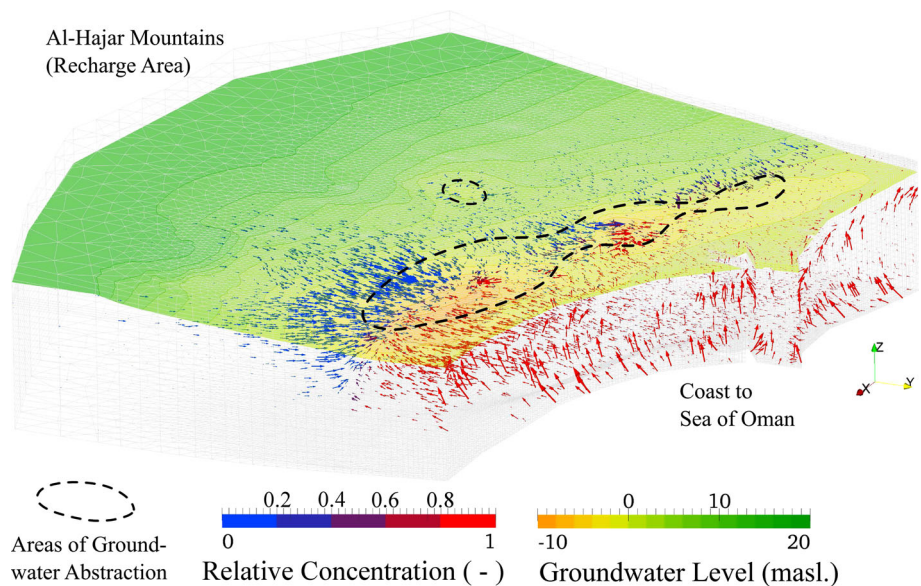 Al-Hajar Mountains
(Recharge Area)
Z
X
Y
Coast to
Sea of Oman
Areas of Ground-
water Abstraction
0.2 0.4 0.6 0.8
0 1
Relative Concentration ( - )
0 10
-10 20
Groundwater Level (masl.)